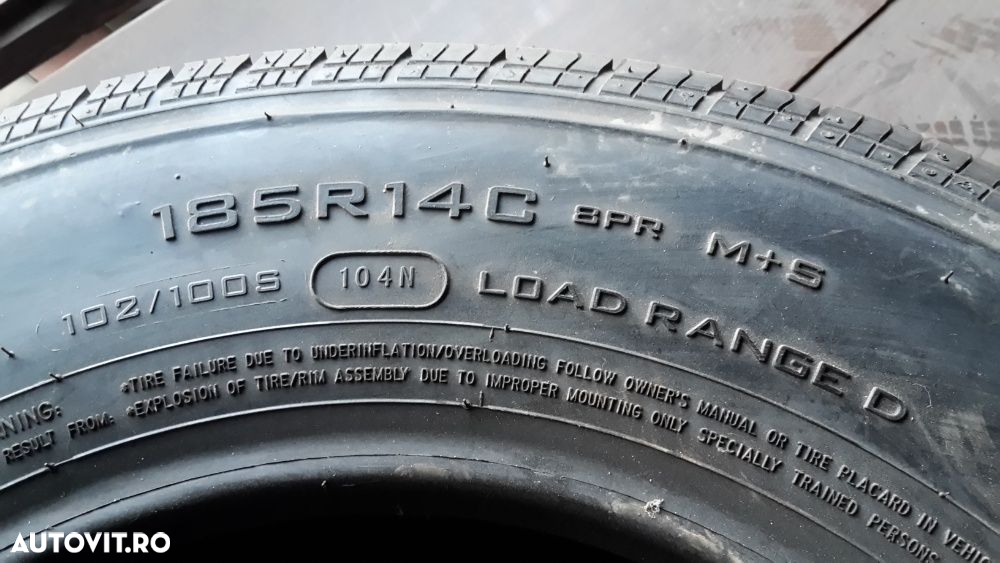 185R14C 8PR M+S
102/100S 104N LOAD RANGE D
•TIRE FAILURE DUE TO UNDERINFLATION/OVERLOADING FOLLOW OWNER'S MANUAL OR TIRE PLACARD IN
RESULT FROM: •EXPLOSION OF TIRE/RIM ASSEMBLY DUE TO IMPROPER MOUNTING ONLY SPECIALLY TRAINED PERSONS
AUTOVIT.RO